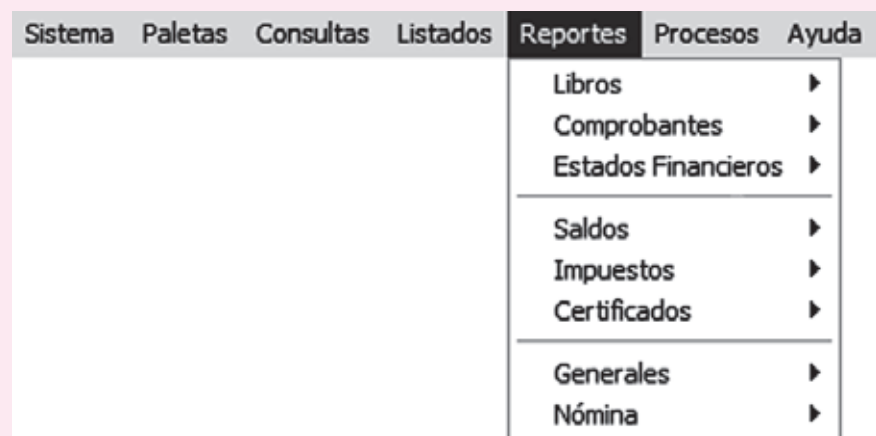 Sistema Paletas Consultas Listados Reportes Procesos Ayuda
Libros
Comprobantes
Estados Financieros
Saldos
Impuestos
Certificados
Generales
Nómina